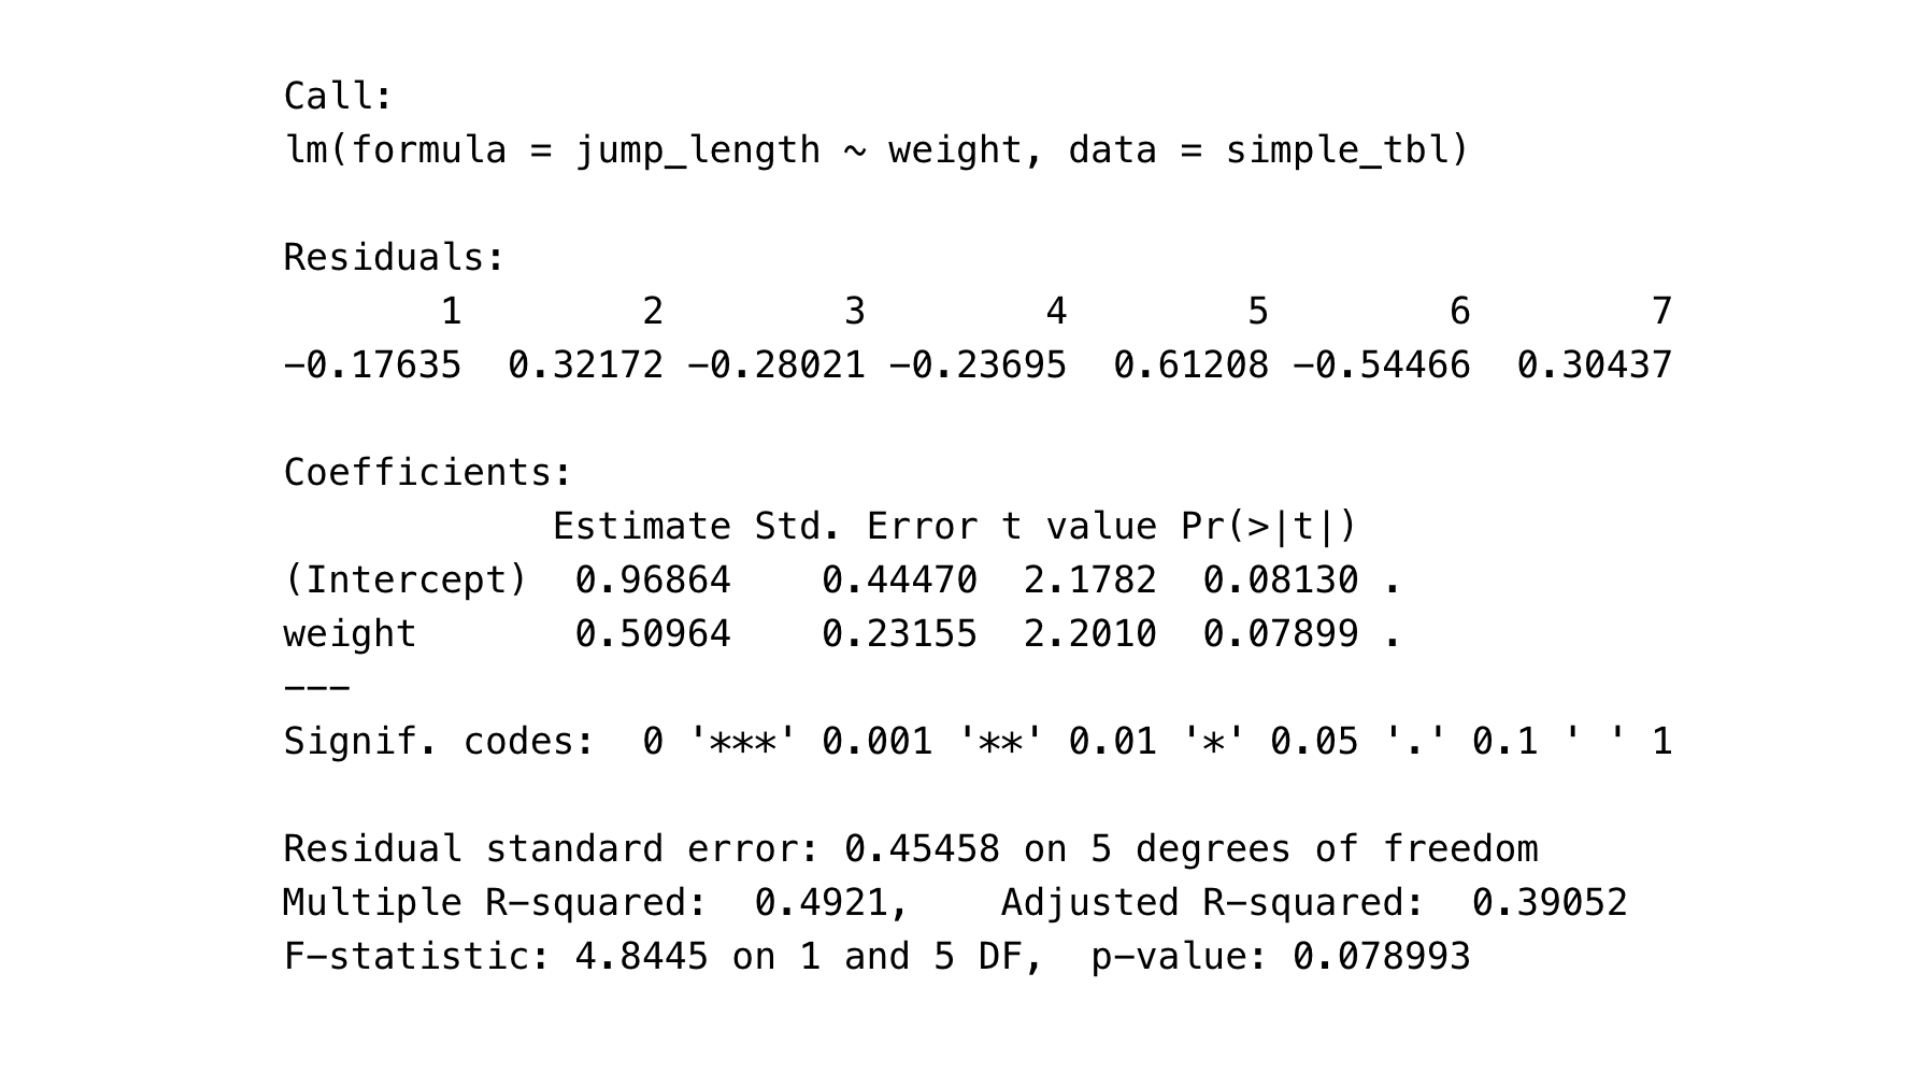 Call:
lm(formula = jump_length ~ weight, data = simple_tbl)
Residuals:
       1        2        3        4        5        6        7
-0.17635  0.32172 -0.28021 -0.23695  0.61208 -0.54466  0.30437
Coefficients:
            Estimate Std. Error t value Pr(>|t|)
(Intercept)  0.96864    0.44470  2.1782  0.08130 .
weight       0.50964    0.23155  2.2010  0.07899 .
---
Signif. codes:  0 '***' 0.001 '**' 0.01 '*' 0.05 '.' 0.1 ' ' 1
Residual standard error: 0.45458 on 5 degrees of freedom
Multiple R-squared:  0.4921,    Adjusted R-squared:  0.39052
F-statistic: 4.8445 on 1 and 5 DF,  p-value: 0.078993